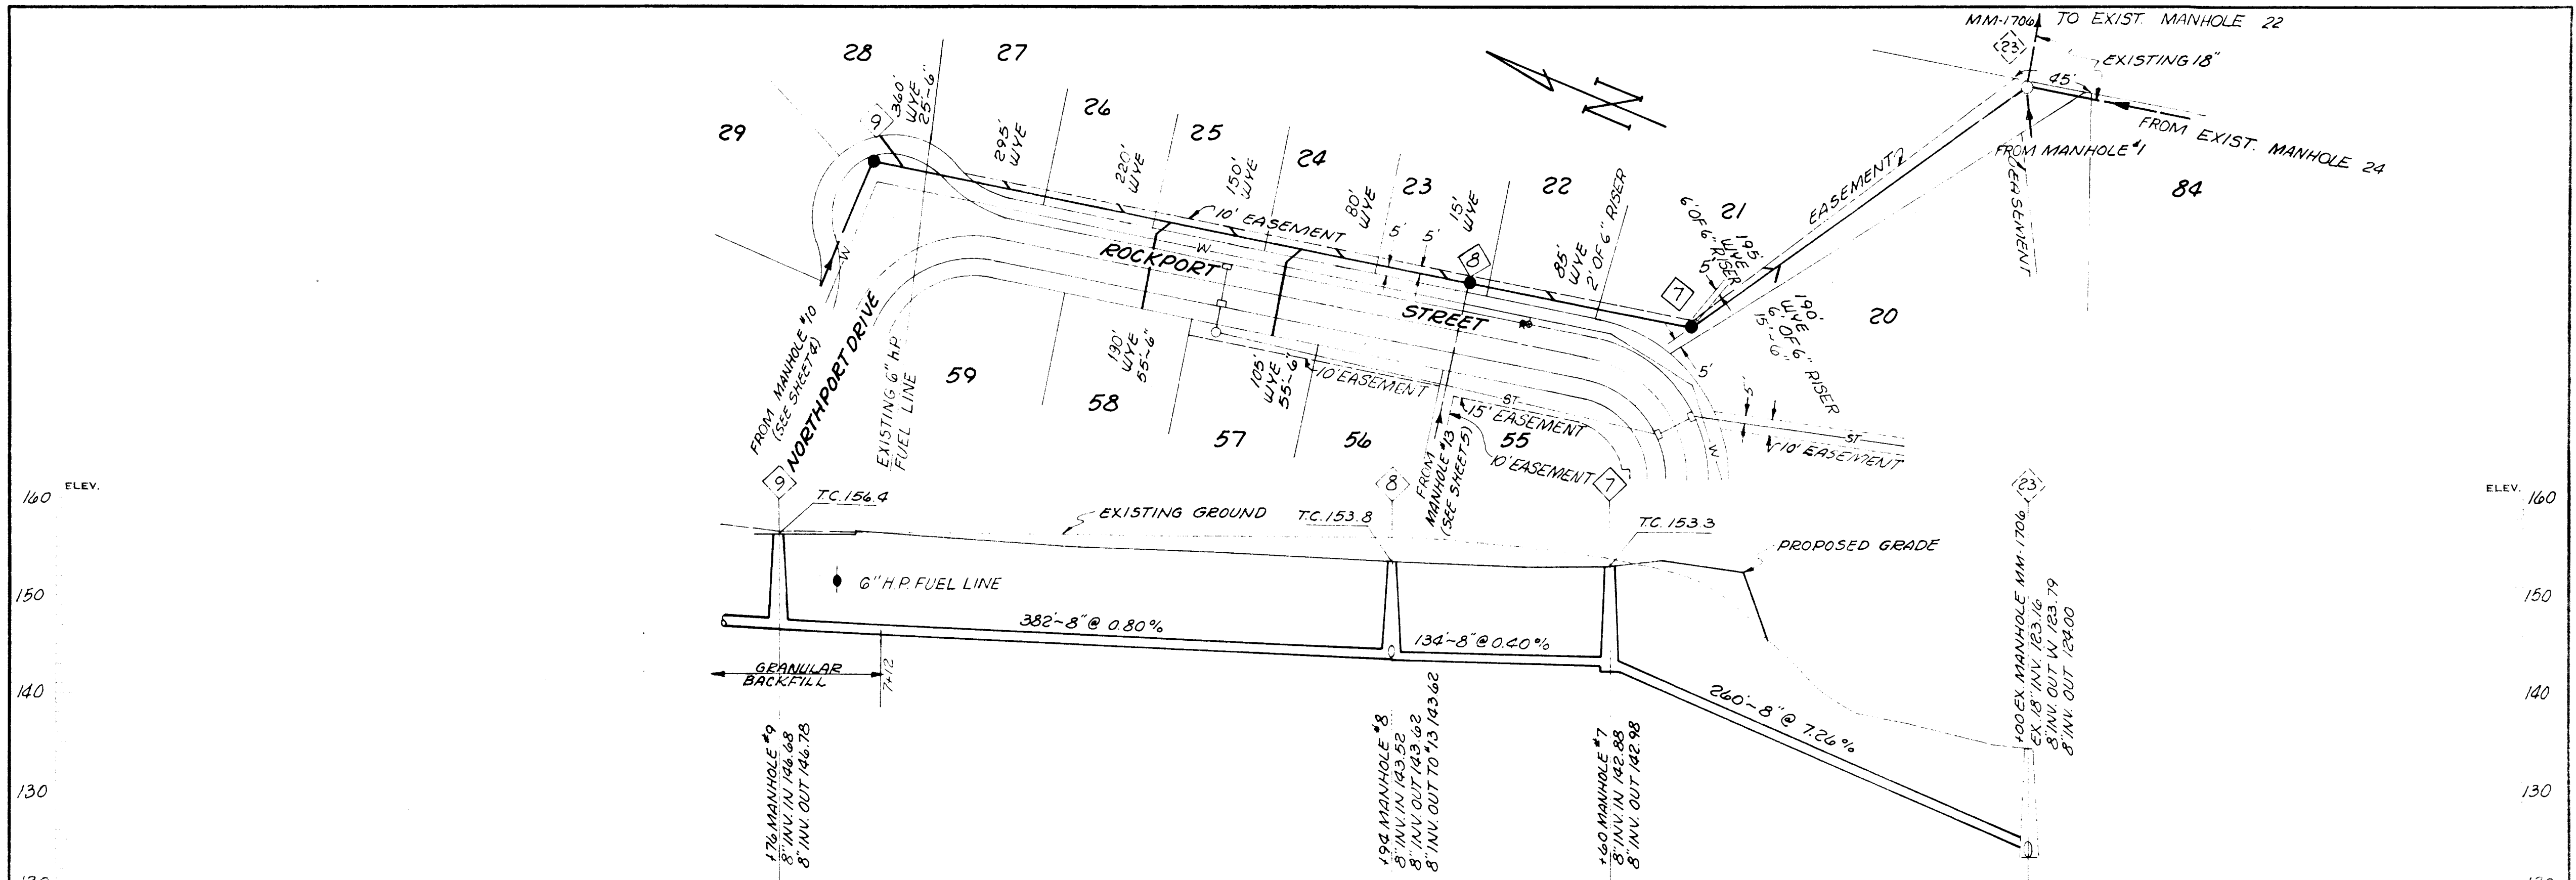 MM-1706 TO EXIST. MANHOLE 22
23
EXISTING 18"
45'
FROM EXIST. MANHOLE 24
FROM MANHOLE #1
EASEMENT
84
EASEMENT
28
27
29
9
360'
WYE
25'-6"
295'
WYE
26
220'
WYE
25
150'
WYE
24
80'
WYE
23
15'
WYE
22
N
10' EASEMENT
5'
5'
8
85'
WYE
2' OF 6" RISER
21
6' OF 6" RISER
195'
WYE
5'
7
190'
WYE
6' OF 6" RISER
15'-6"
20
W
W
ROCKPORT
STREET
NORTHPORT DRIVE
FROM MANHOLE #10
(SEE SHEET 4)
EXISTING 6" H.P.
FUEL LINE
59
58
190'
WYE
55'-6"
57
105'
WYE
55'-6"
10' EASEMENT
56
ST
15' EASEMENT
55
10' EASEMENT
FROM
MANHOLE #13
(SEE SHEET 5)
5'
5'
W
ST
10' EASEMENT
ELEV.
160
150
140
130
ELEV.
160
150
140
130
9
T.C. 156.4
EXISTING GROUND
T.C. 153.8
8
7
T.C. 153.3
PROPOSED GRADE
23
6" H.P. FUEL LINE
382'-8" @ 0.80%
134'-8" @ 0.40%
260'-8" @ 7.26%
GRANULAR
BACKFILL
7+12
+76 MANHOLE #9
8" INV. IN 146.68
8" INV. OUT 146.78
+94 MANHOLE #8
8" INV. IN 143.52
8" INV. OUT 143.62
8" INV. OUT TO #13 143.62
+60 MANHOLE #7
8" INV. IN 142.88
8" INV. OUT 142.98
+00 EX. MANHOLE MM-1706
EX. 18" INV. 123.16
8" INV. OUT W 123.79
8" INV. OUT 124.00